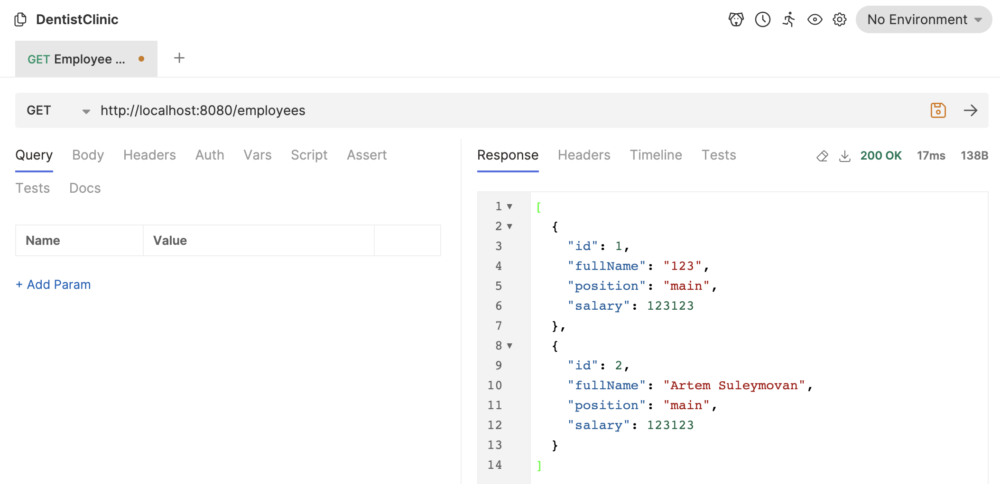 DentistClinic
No Environment
GET Employee ...
GET http://localhost:8080/employees
Query Body Headers Auth Vars Script Assert
Tests Docs
Name Value
+ Add Param
Response Headers Timeline Tests 200 OK 17ms 138B
1 [
2 {
3 "id": 1,
4 "fullName": "123",
5 "position": "main",
6 "salary": 123123
7 },
8 {
9 "id": 2,
10 "fullName": "Artem Suleymovan",
11 "position": "main",
12 "salary": 123123
13 }
14 ]